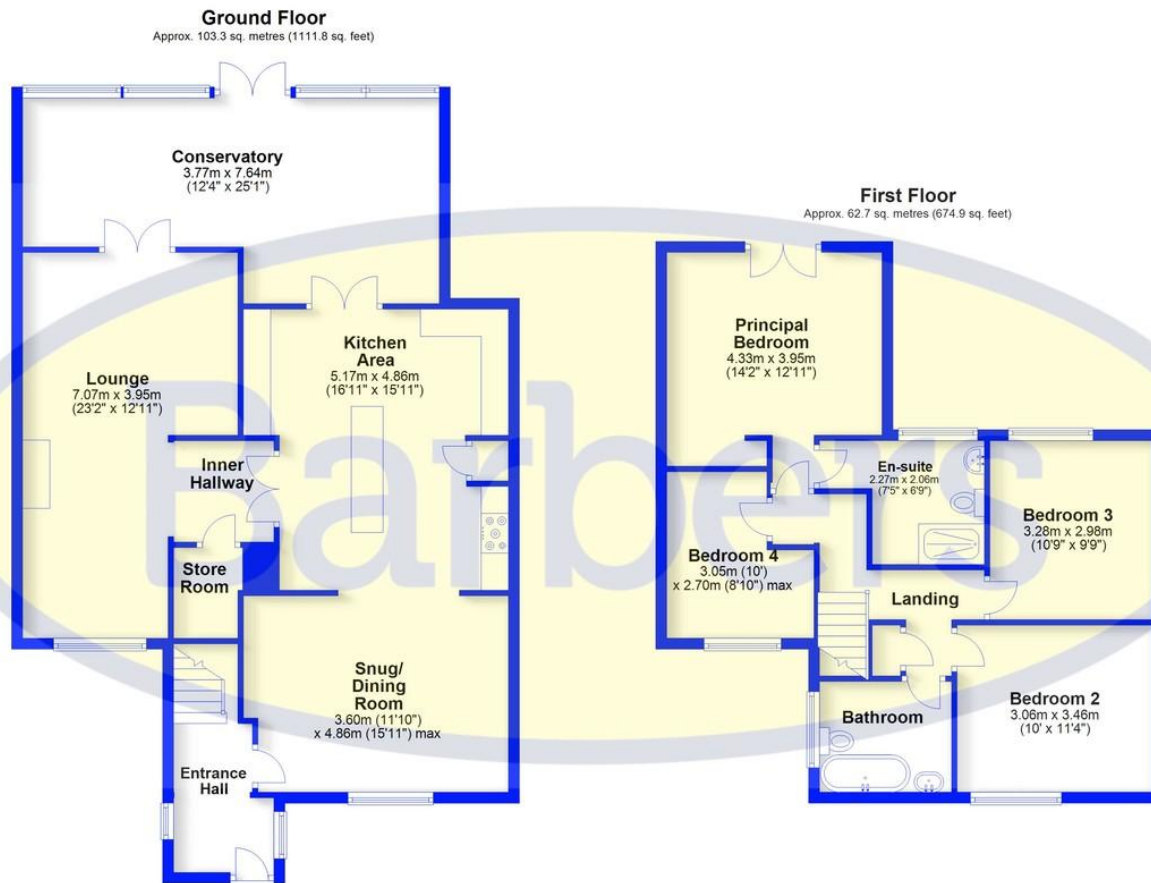 Ground Floor
Approx. 103.3 sq. metres (1111.8 sq. feet)
Conservatory
3.77m x 7.64m
(12'4" x 25'1")
Lounge
7.07m x 3.95m
(23'2" x 12'11")
Kitchen
Area
5.17m x 4.86m
(16'11" x 15'11")
Inner
Hallway
Store
Room
Snug/
Dining
Room
3.60m (11'10")
x 4.86m (15'11") max
Entrance
Hall
First Floor
Approx. 62.7 sq. metres (674.9 sq. feet)
Principal
Bedroom
4.33m x 3.95m
(14'2" x 12'11")
En-suite
2.27m x 2.06m
(7'5" x 6'9")
Bedroom 3
3.28m x 2.98m
(10'9" x 9'9")
Bedroom 4
3.05m (10')
x 2.70m (8'10") max
Landing
Bathroom
Bedroom 2
3.06m x 3.46m
(10' x 11'4")
Barbers